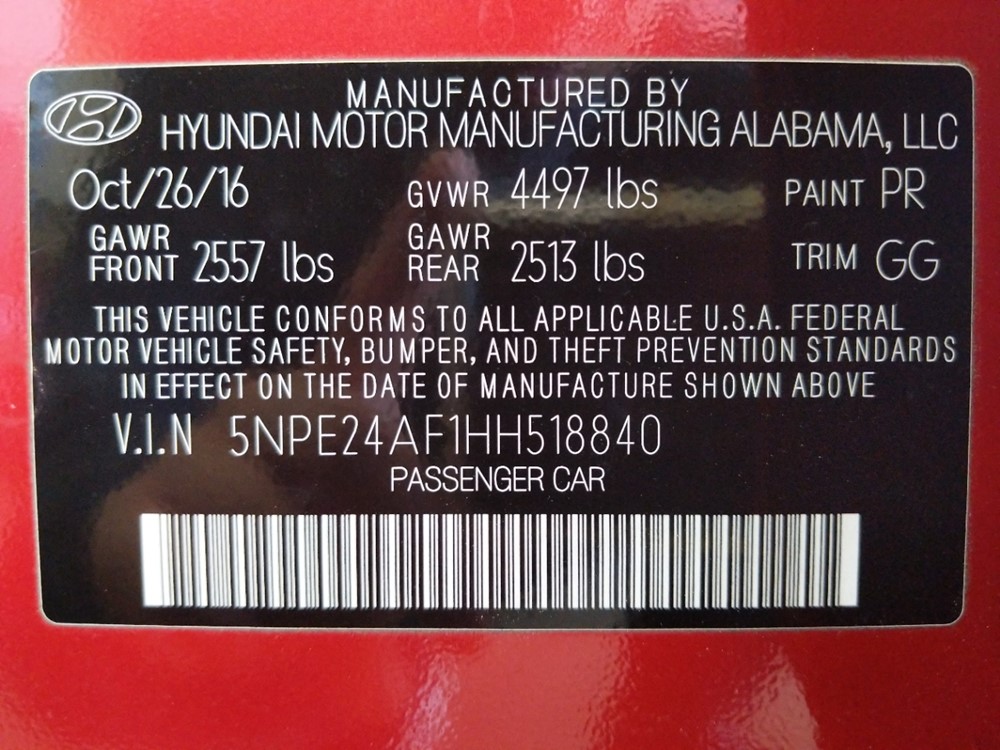 MANUFACTURED BY
HYUNDAI MOTOR MANUFACTURING ALABAMA, LLC
Oct/26/16 GVWR 4497 lbs PAINT PR
GAWR FRONT 2557 lbs GAWR REAR 2513 lbs TRIM GG
THIS VEHICLE CONFORMS TO ALL APPLICABLE U.S.A. FEDERAL
MOTOR VEHICLE SAFETY, BUMPER, AND THEFT PREVENTION STANDARDS
IN EFFECT ON THE DATE OF MANUFACTURE SHOWN ABOVE
V.I.N 5NPE24AF1HH518840
PASSENGER CAR